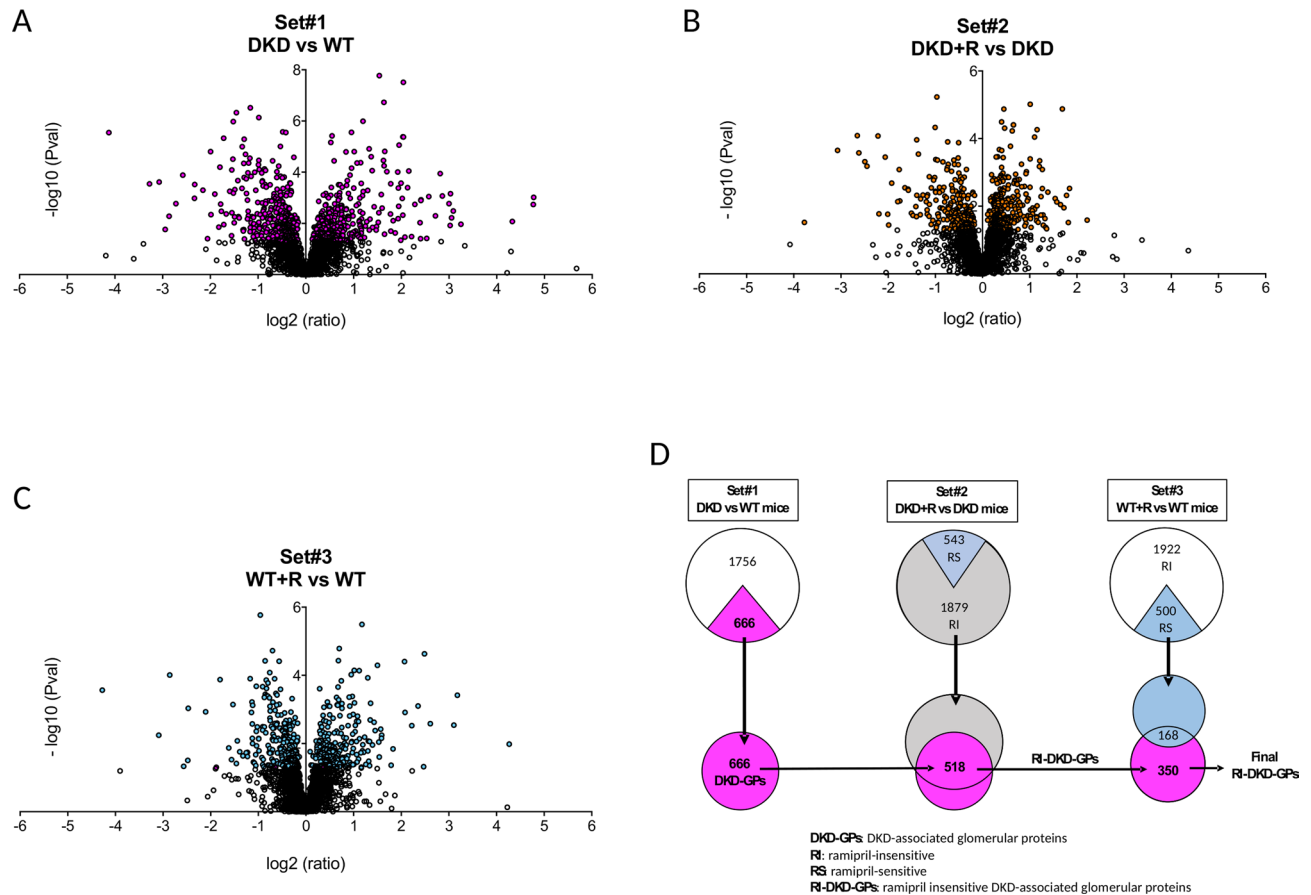 A
Set#1
DKD vs WT
8
6
4
2
-log10 (Pval)
-6 -5 -4 -3 -2 -1 0 1 2 3 4 5 6
log2 (ratio)
B
Set#2
DKD+R vs DKD
6
4
2
- log10 (Pval)
-6 -5 -4 -3 -2 -1 0 1 2 3 4 5 6
log2 (ratio)
C
Set#3
WT+R vs WT
6
4
2
- log10 (Pval)
-6 -5 -4 -3 -2 -1 0 1 2 3 4 5 6
log2 (ratio)
D
Set#1
DKD vs WT mice
Set#2
DKD+R vs DKD mice
Set#3
WT+R vs WT mice
1756
666
543
RS
1879
RI
1922
RI
500
RS
666
DKD-GPs
518
RI-DKD-GPs
168
350
Final
RI-DKD-GPs
DKD-GPs: DKD-associated glomerular proteins
RI: ramipril-insensitive
RS: ramipril-sensitive
RI-DKD-GPs: ramipril insensitive DKD-associated glomerular proteins